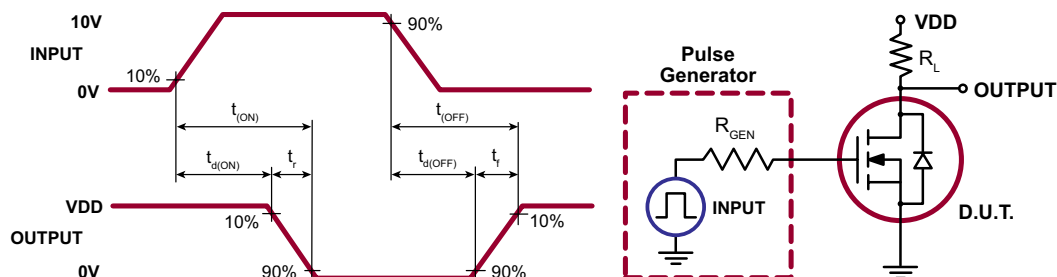 10V
INPUT
0V
10%
90%
t(ON)
t(OFF)
td(ON)
tr
td(OFF)
tf
VDD
OUTPUT
0V
10%
90%
90%
10%
Pulse
Generator
RGEN
INPUT
VDD
RL
OUTPUT
D.U.T.